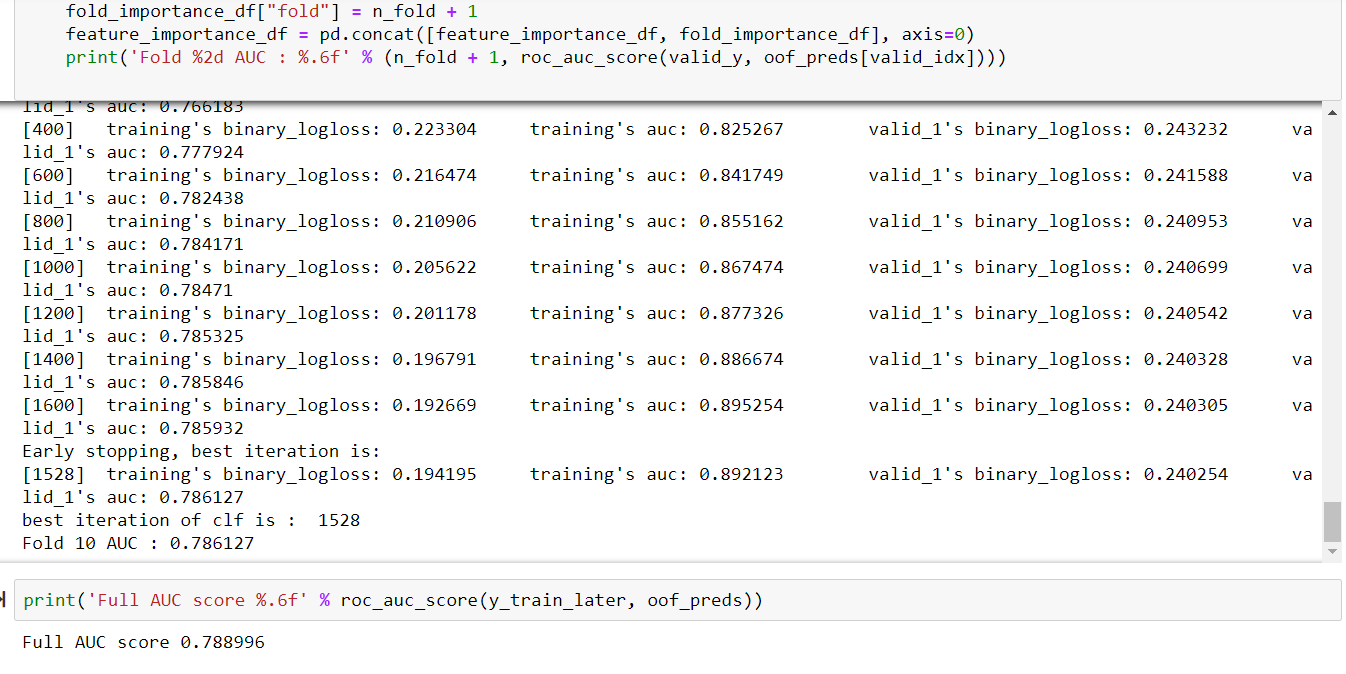 fold_importance_df["fold"] = n_fold + 1
feature_importance_df = pd.concat([feature_importance_df, fold_importance_df], axis=0)
print('Fold %2d AUC : %.6f' % (n_fold + 1, roc_auc_score(valid_y, oof_preds[valid_idx])))
lid_1's auc: 0.766183
[400] training's binary_logloss: 0.223304 training's auc: 0.825267 valid_1's binary_logloss: 0.243232 va
lid_1's auc: 0.777924
[600] training's binary_logloss: 0.216474 training's auc: 0.841749 valid_1's binary_logloss: 0.241588 va
lid_1's auc: 0.782438
[800] training's binary_logloss: 0.210906 training's auc: 0.855162 valid_1's binary_logloss: 0.240953 va
lid_1's auc: 0.784171
[1000] training's binary_logloss: 0.205622 training's auc: 0.867474 valid_1's binary_logloss: 0.240699 va
lid_1's auc: 0.78471
[1200] training's binary_logloss: 0.201178 training's auc: 0.877326 valid_1's binary_logloss: 0.240542 va
lid_1's auc: 0.785325
[1400] training's binary_logloss: 0.196791 training's auc: 0.886674 valid_1's binary_logloss: 0.240328 va
lid_1's auc: 0.785846
[1600] training's binary_logloss: 0.192669 training's auc: 0.895254 valid_1's binary_logloss: 0.240305 va
lid_1's auc: 0.785932
Early stopping, best iteration is:
[1528] training's binary_logloss: 0.194195 training's auc: 0.892123 valid_1's binary_logloss: 0.240254 va
lid_1's auc: 0.786127
best iteration of clf is :  1528
Fold 10 AUC : 0.786127
print('Full AUC score %.6f' % roc_auc_score(y_train_later, oof_preds))
Full AUC score 0.788996